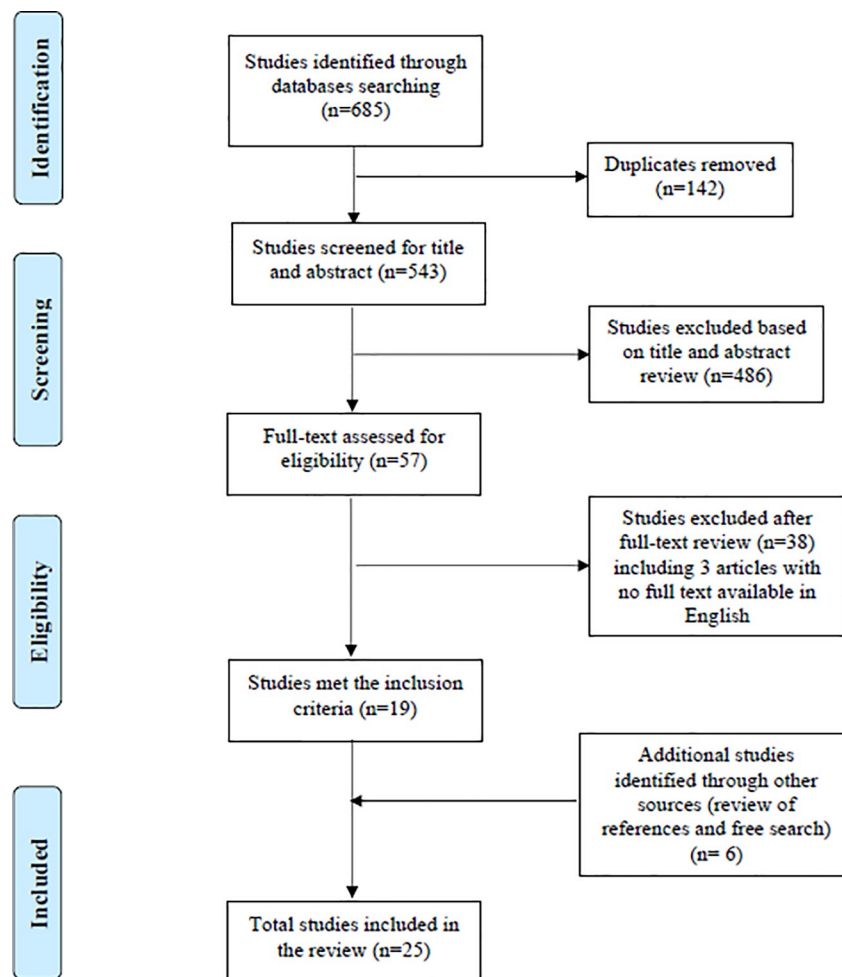 Identification
Studies identified through
databases searching
(n=685)
Duplicates removed
(n=142)
Studies screened for title
and abstract (n=543)
Screening
Studies excluded based
on title and abstract
review (n=486)
Full-text assessed for
eligibility (n=57)
Eligibility
Studies excluded after
full-text review (n=38)
including 3 articles with
no full text available in
English
Studies met the inclusion
criteria (n=19)
Included
Additional studies
identified through other
sources (review of
references and free search)
(n= 6)
Total studies included in
the review (n=25)